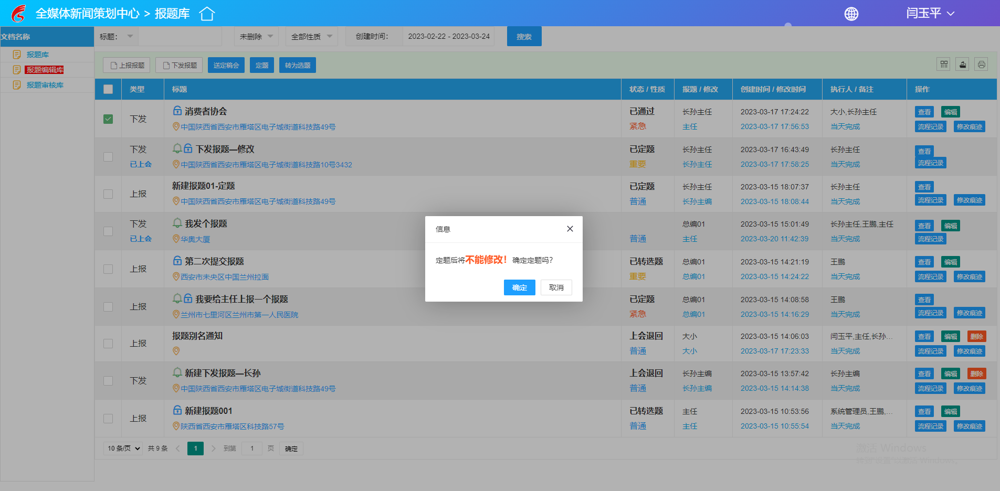 全媒体新闻策划中心 > 报题库
闫玉平
文档名称
报题库
报题编辑库
报题审核库
标题：
未删除
全部性质
创建时间：
2023-02-22 - 2023-03-24
搜索
上报报题
下发报题
送定稿会
定题
转为选题
类型 标题 状态 / 性质 报题 / 修改 创建时间 / 修改时间 执行人 / 备注 操作
下发 消费者协会 已通过 长孙主任 2023-03-17 17:24:22 大小,长孙主任 查看 编辑
中国陕西省西安市雁塔区电子城街道科技路49号 紧急 主任 2023-03-17 17:56:53 当天完成 流程记录 修改痕迹
下发 下发报题—修改 已定题 长孙主任 2023-03-17 16:43:49 长孙主任 查看
已上会 中国陕西省西安市雁塔区电子城街道科技路10号3432 重要 长孙主任 2023-03-17 17:58:25 当天完成 流程记录
上报 新建报题01-定题 已定题 长孙主任 2023-03-15 18:07:37 长孙主任 查看
中国陕西省西安市雁塔区电子城街道科技路49号 普通 长孙主编 2023-03-15 18:08:44 当天完成 流程记录 修改痕迹
下发 我发个报题 总编01 2023-03-15 15:01:49 长孙主任,王鹏,主任 查看 编辑
已上会 华奥大厦 普通 主任 2023-03-20 11:42:39 当天完成 流程记录
上报 第二次提交报题 已转选题 总编01 2023-03-15 14:21:19 王鹏 查看 编辑
西安市未央区中国兰州拉面 重要 总编01 2023-03-15 14:24:22 当天完成 流程记录 修改痕迹
上报 我要给主任上报一个报题 已定题 总编01 2023-03-15 14:08:58 王鹏 查看
兰州市七里河区兰州市第一人民医院 紧急 总编01 2023-03-15 14:16:29 当天完成 流程记录 修改痕迹
上报 报题别名通知 上会退回 大小 2023-03-15 14:06:03 闫玉平,主任,长孙... 查看 编辑 删除
普通 大小 2023-03-17 17:23:33 当天完成 流程记录 修改痕迹
下发 新建下发报题—长孙 上会退回 长孙主编 2023-03-15 13:57:42 长孙主编 查看 编辑 删除
中国陕西省西安市雁塔区电子城街道科技路49号 普通 长孙主编 2023-03-15 14:14:38 当天完成 流程记录 修改痕迹
上报 新建报题001 已转选题 主任 2023-03-15 10:53:56 系统管理员,王鹏,... 查看 编辑
陕西省西安市雁塔区科技路57号 普通 主任 2023-03-15 10:55:54 当天完成 流程记录 修改痕迹
10 条/页 共 9 条 1 到第 1 页 确定
信息
定题后将不能修改！确定定题吗?
确定 取消
激活 Windows
转到"设置"以激活 Windows。